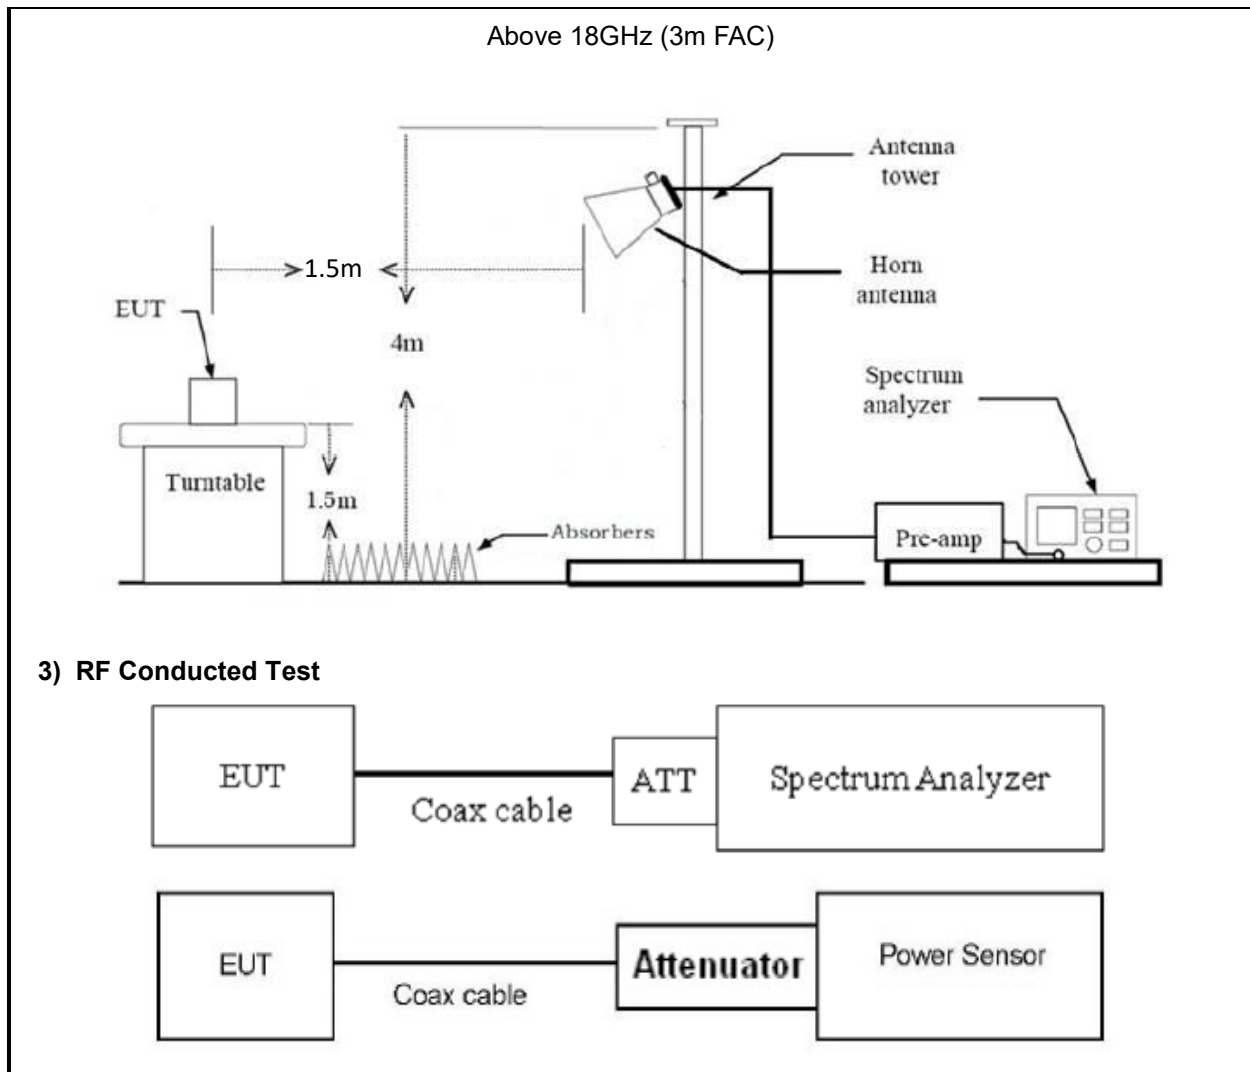 Above 18GHz (3m FAC)
Antenna
tower
1.5m
Horn
antenna
EUT
4m
Spectrum
analyzer
Turntable
1.5m
Absorbers
Pre-amp
3) RF Conducted Test
EUT
Coax cable
ATT
Spectrum Analyzer
EUT
Coax cable
Attenuator
Power Sensor